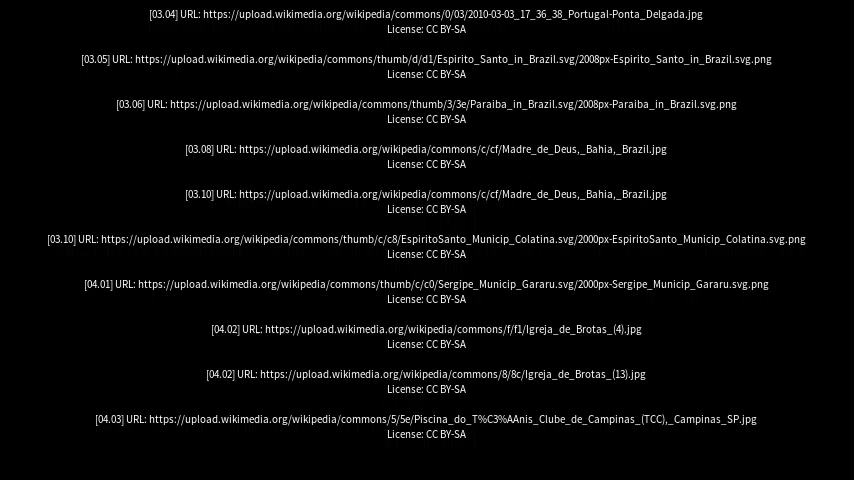 [03.04] URL: https://upload.wikimedia.org/wikipedia/commons/0/03/2010-03-03_17_36_38_Portugal-Ponta_Delgada.jpg
License: CC BY-SA
[03.05] URL: https://upload.wikimedia.org/wikipedia/commons/thumb/d/d1/Espirito_Santo_in_Brazil.svg/2008px-Espirito_Santo_in_Brazil.svg.png
License: CC BY-SA
[03.06] URL: https://upload.wikimedia.org/wikipedia/commons/thumb/3/3e/Paraiba_in_Brazil.svg/2008px-Paraiba_in_Brazil.svg.png
License: CC BY-SA
[03.08] URL: https://upload.wikimedia.org/wikipedia/commons/c/cf/Madre_de_Deus,_Bahia,_Brazil.jpg
License: CC BY-SA
[03.10] URL: https://upload.wikimedia.org/wikipedia/commons/c/cf/Madre_de_Deus,_Bahia,_Brazil.jpg
License: CC BY-SA
[03.10] URL: https://upload.wikimedia.org/wikipedia/commons/thumb/c/c8/EspiritoSanto_Municip_Colatina.svg/2000px-EspiritoSanto_Municip_Colatina.svg.png
License: CC BY-SA
[04.01] URL: https://upload.wikimedia.org/wikipedia/commons/thumb/c/c0/Sergipe_Municip_Gararu.svg/2000px-Sergipe_Municip_Gararu.svg.png
License: CC BY-SA
[04.02] URL: https://upload.wikimedia.org/wikipedia/commons/f/f1/Igreja_de_Brotas_(4).jpg
License: CC BY-SA
[04.02] URL: https://upload.wikimedia.org/wikipedia/commons/8/8c/Igreja_de_Brotas_(13).jpg
License: CC BY-SA
[04.03] URL: https://upload.wikimedia.org/wikipedia/commons/5/5e/Piscina_do_T%C3%AAnis_Clube_de_Campinas_(TCC),_Campinas_SP.jpg
License: CC BY-SA